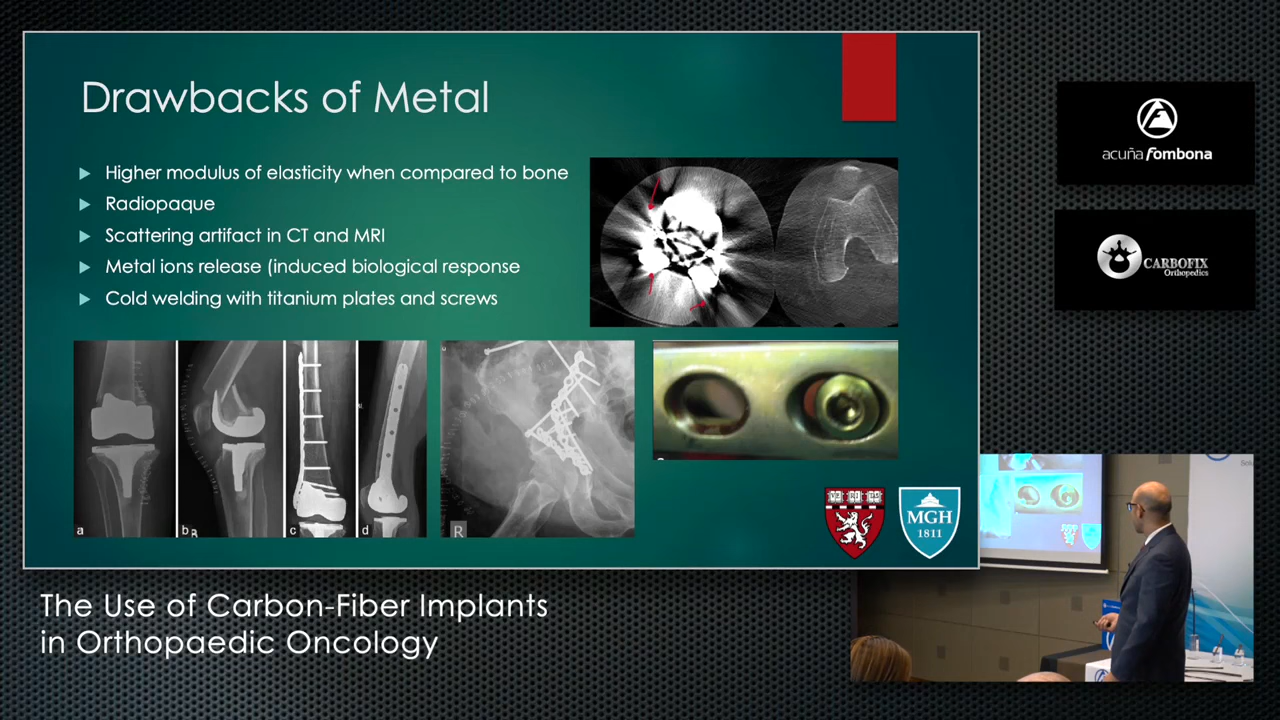 Drawbacks of Metal
Higher modulus of elasticity when compared to bone
Radiopaque
Scattering artifact in CT and MRI
Metal ions release (induced biological response
Cold welding with titanium plates and screws
a
b
c
d
R
MGH
1811
The Use of Carbon-Fiber Implants
in Orthopaedic Oncology
acuña fombona
CARBOFIX
Orthopedics